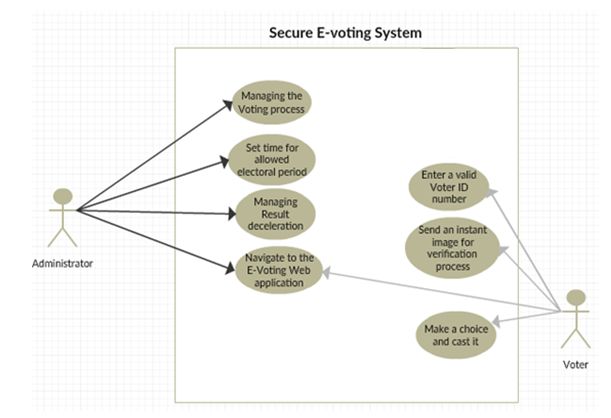 Secure E-voting System
Managing the
Voting process
Set time for
allowed
electoral period
Managing
Result
deceleration
Navigate to the
E-Voting Web
application
Administrator
Enter a valid
Voter ID
number
Send an instant
image for
verification
process
Make a choice
and cast it
Voter